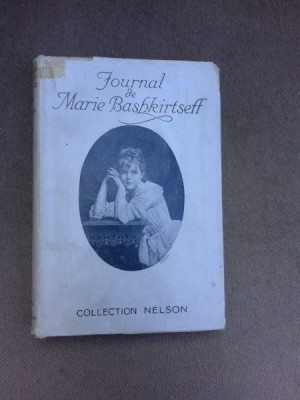 Journal
de
Marie Bashkirtseff
COLLECTION NELSON